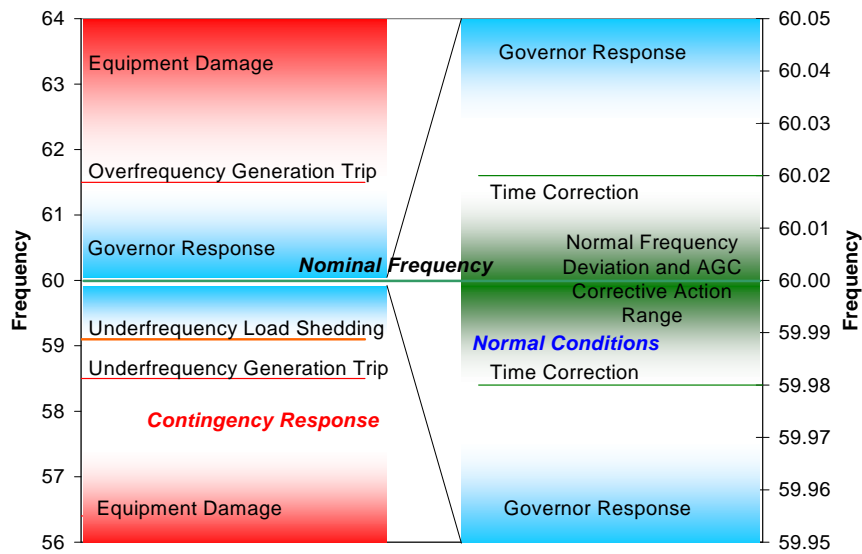 64
63
62
61
60
59
58
57
56
Frequency
Equipment Damage
Overfrequency Generation Trip
Governor Response
Nominal Frequency
Underfrequency Load Shedding
Underfrequency Generation Trip
Contingency Response
Equipment Damage
Governor Response
Time Correction
Normal Frequency
Deviation and AGC
Corrective Action
Range
Normal Conditions
Time Correction
Governor Response
60.05
60.04
60.03
60.02
60.01
60.00
59.99
59.98
59.97
59.96
59.95
Frequency